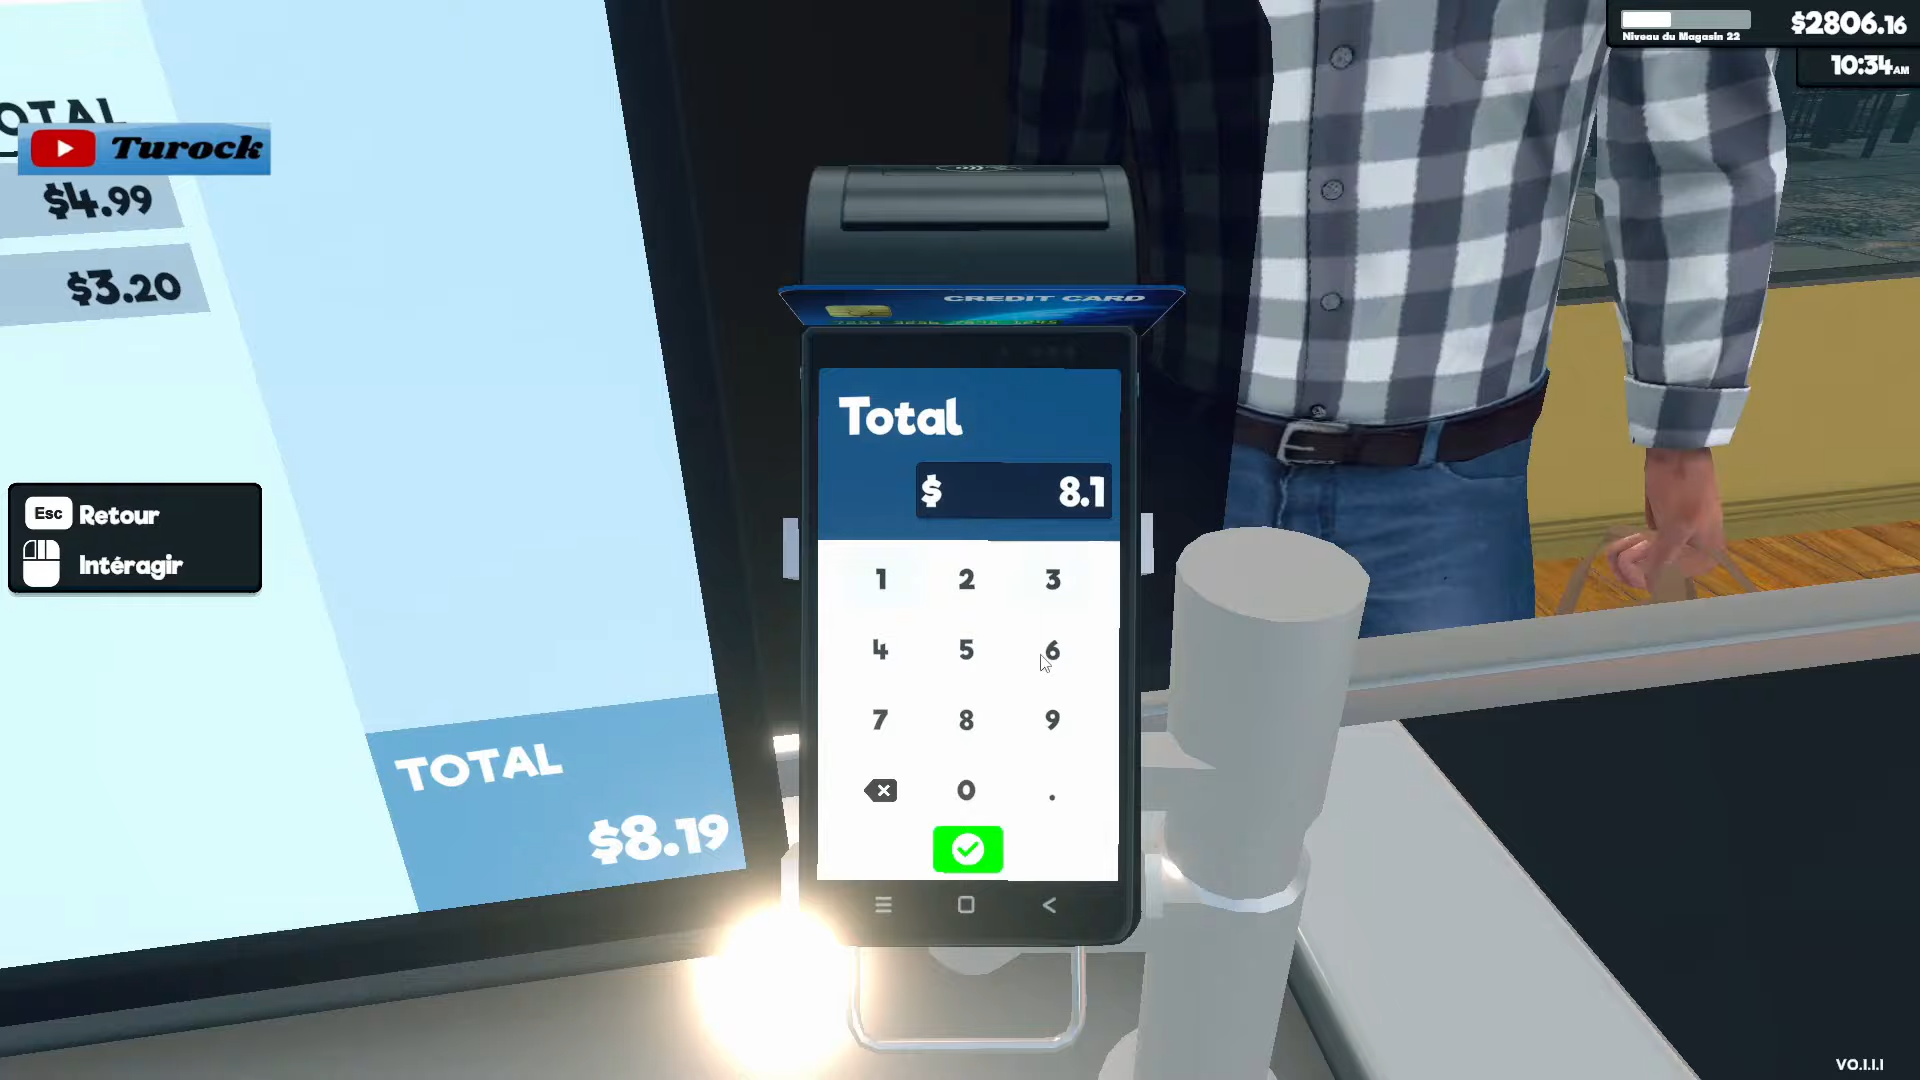 OTAL
Turock
$4.99
$3.20
Esc Retour
Intéragir
TOTAL
$8.19
CREDIT CARD
Total
$ 8.1
1 2 3
4 5 6
7 8 9
0 .
$2806.16
Niveau du Magasin 22
10:34AM
V0.1.1.1